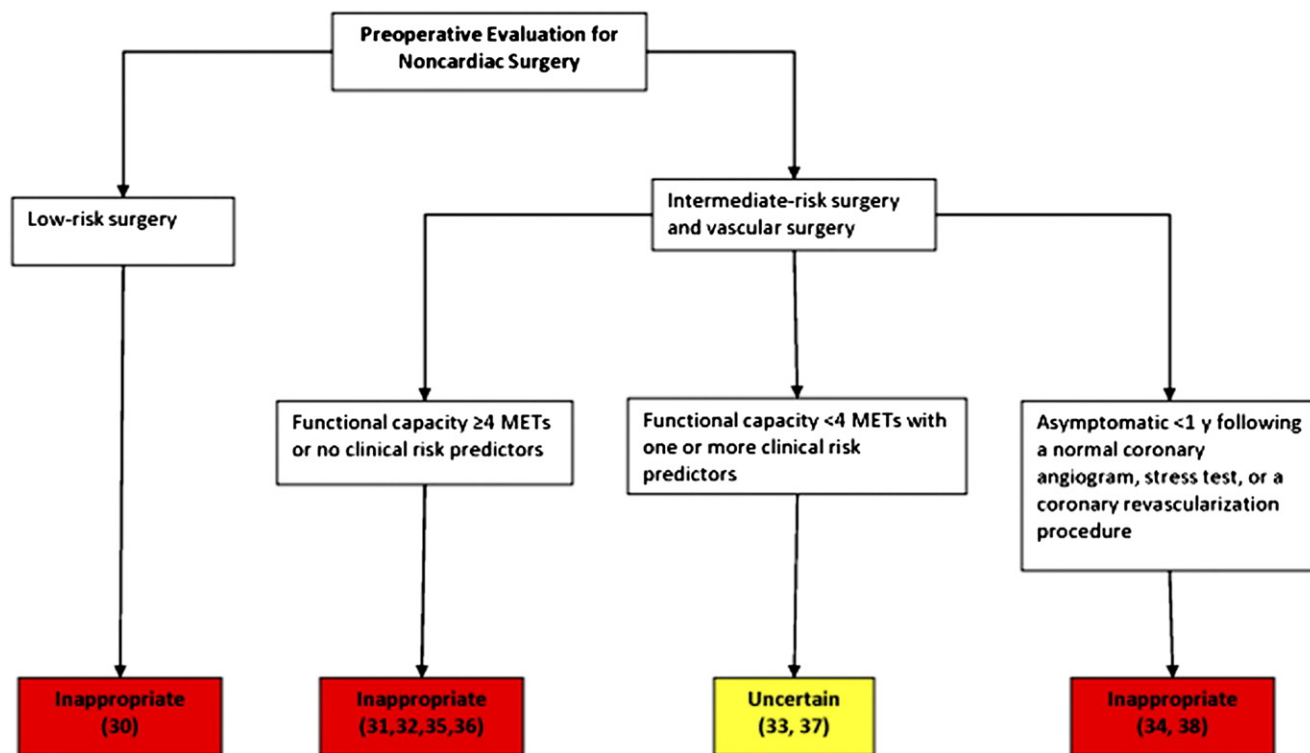 Preoperative Evaluation for
Noncardiac Surgery
Low-risk surgery
Intermediate-risk surgery
and vascular surgery
Functional capacity ≥4 METs
or no clinical risk predictors
Functional capacity <4 METs with
one or more clinical risk
predictors
Asymptomatic <1 y following
a normal coronary
angiogram, stress test, or a
coronary revascularization
procedure
Inappropriate
(30)
Inappropriate
(31,32,35,36)
Uncertain
(33, 37)
Inappropriate
(34, 38)